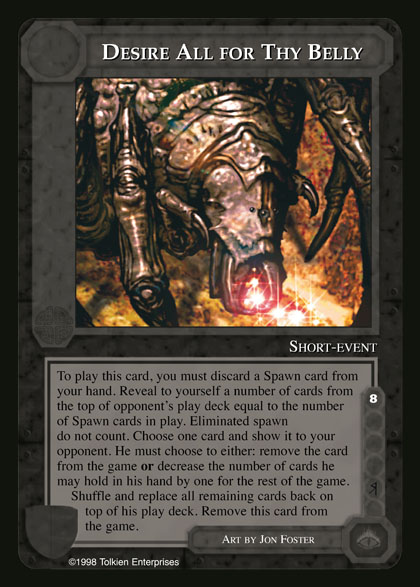 DESIRE ALL FOR THY BELLY
SHORT-EVENT
To play this card, you must discard a Spawn card from
your hand. Reveal to yourself a number of cards from
the top of opponent's play deck equal to the number
of Spawn cards in play. Eliminated spawn
do not count. Choose one card and show it to your
opponent. He must choose to either: remove the card
from the game or decrease the number of cards he
may hold in his hand by one for the rest of the game.
Shuffle and replace all remaining cards back on
top of his play deck. Remove this card from
the game.
8
ART BY JON FOSTER
©1998 Tolkien Enterprises